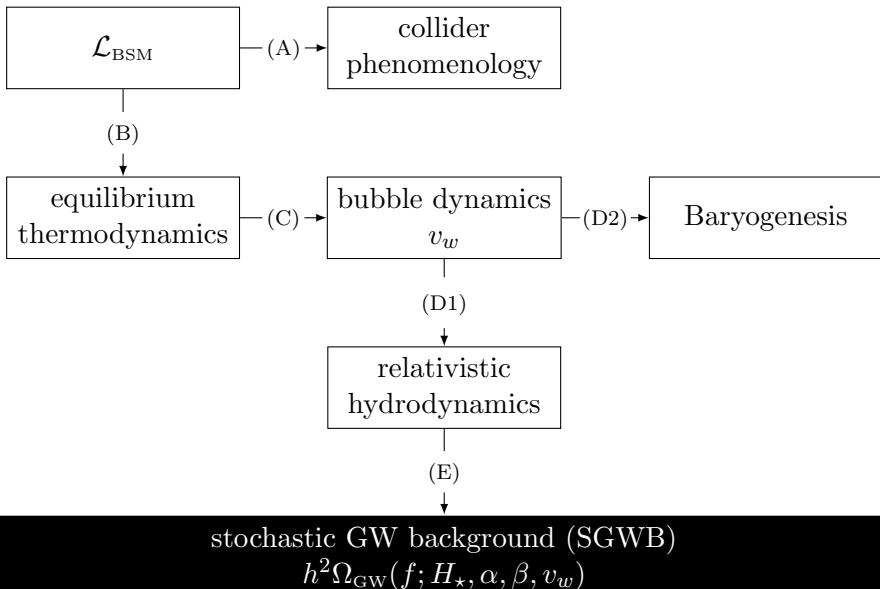 ℒ_BSM
(A)
collider
phenomenology
(B)
equilibrium
thermodynamics
(C)
bubble dynamics
v_w
(D2)
Baryogenesis
(D1)
relativistic
hydrodynamics
(E)
stochastic GW background (SGWB)
h²Ω_GW(f; H_⋆, α, β, v_w)